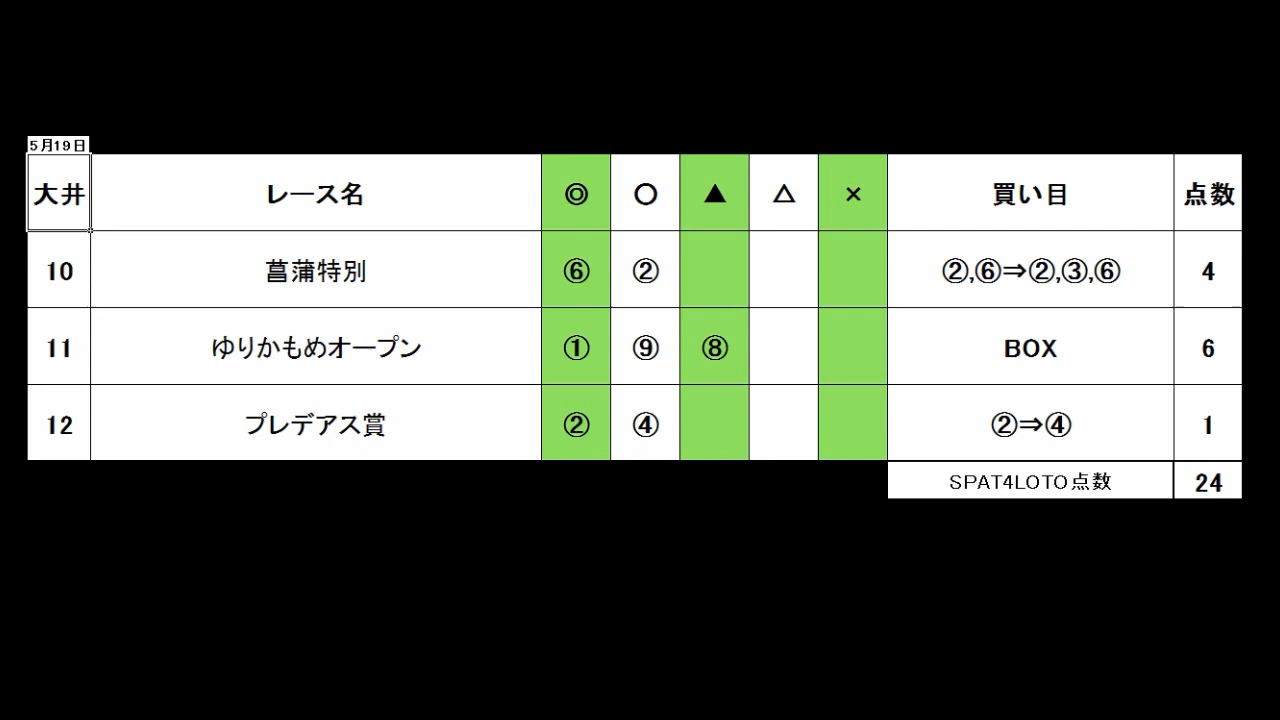 5月19日
大井 レース名 ◎ ○ ▲ △ × 買い目 点数
10 菖蒲特別 ⑥ ② ②,⑥⇒②,③,⑥ 4
11 ゆりかもめオープン ① ⑨ ⑧ BOX 6
12 プレデアス賞 ② ④ ②⇒④ 1
SPAT4LOTO点数 24